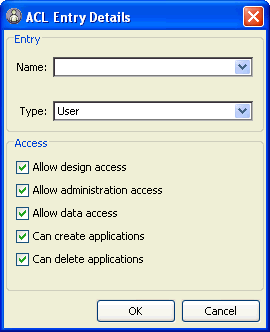 ACL Entry Details
Entry
Name:
Type: User
Access
Allow design access
Allow administration access
Allow data access
Can create applications
Can delete applications
OK Cancel